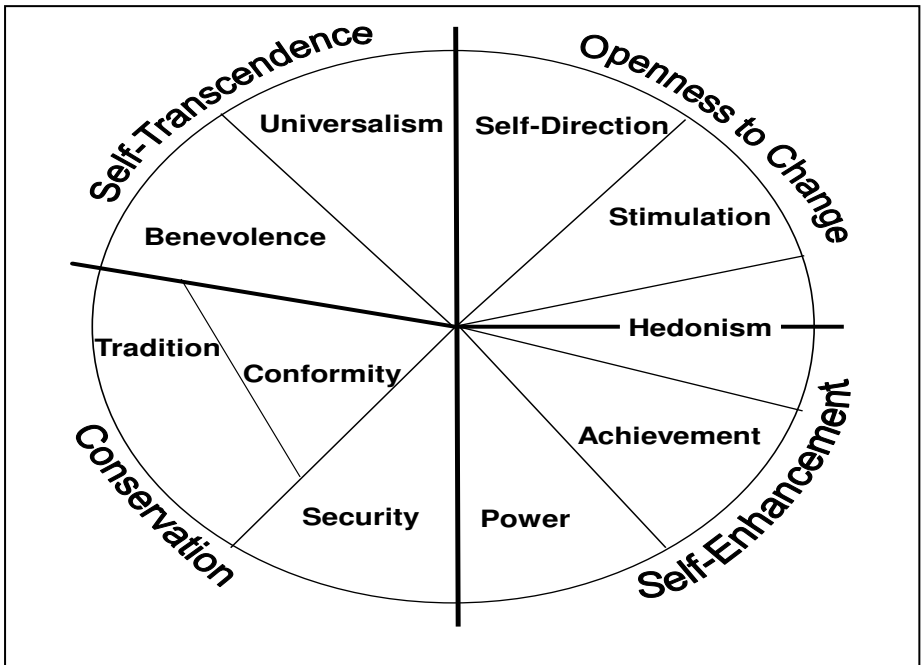 Self-Transcendence
Openness to Change
Universalism
Self-Direction
Stimulation
Benevolence
Hedonism
Tradition
Conformity
Achievement
Security
Power
Conservation
Self-Enhancement